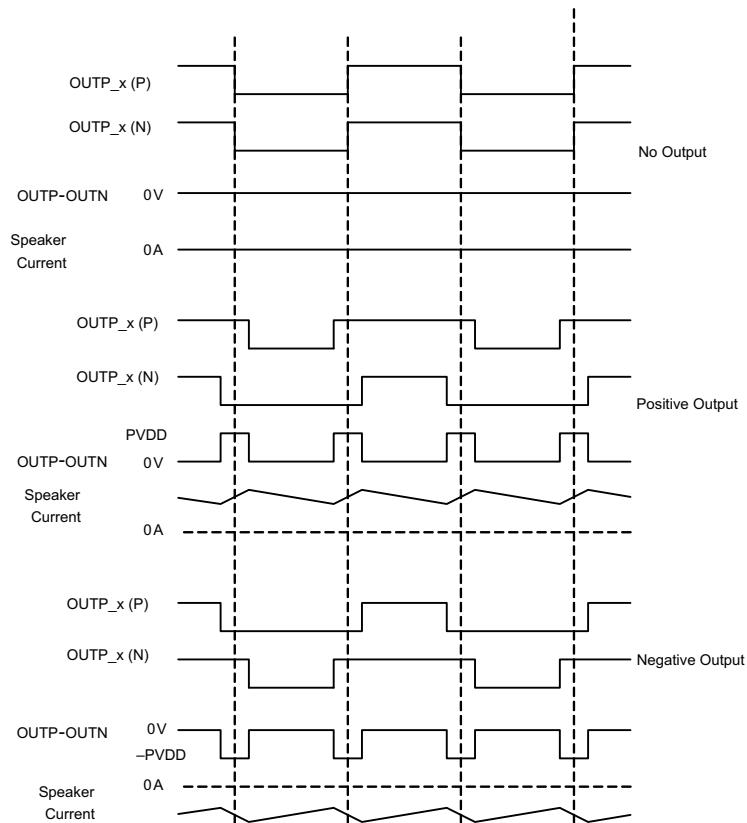 OUTP_x (P)
OUTP_x (N)
No Output
OUTP-OUTN 0V
Speaker
Current
0A
OUTP_x (P)
OUTP_x (N)
Positive Output
PVDD
OUTP-OUTN 0V
Speaker
Current
0A
OUTP_x (P)
OUTP_x (N)
Negative Output
OUTP-OUTN 0V
–PVDD
0A
Speaker
Current